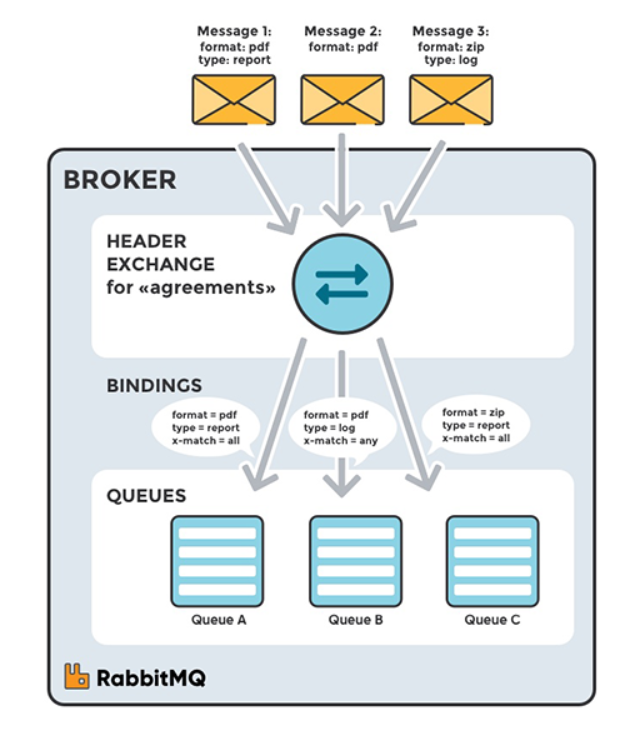 Message 1:
format: pdf
type: report
Message 2:
format: pdf
Message 3:
format: zip
type: log
BROKER
HEADER
EXCHANGE
for «agreements»
BINDINGS
format = pdf
type = report
x-match = all
format = pdf
type = log
x-match = any
format = zip
type = report
x-match = all
QUEUES
Queue A
Queue B
Queue C
RabbitMQ